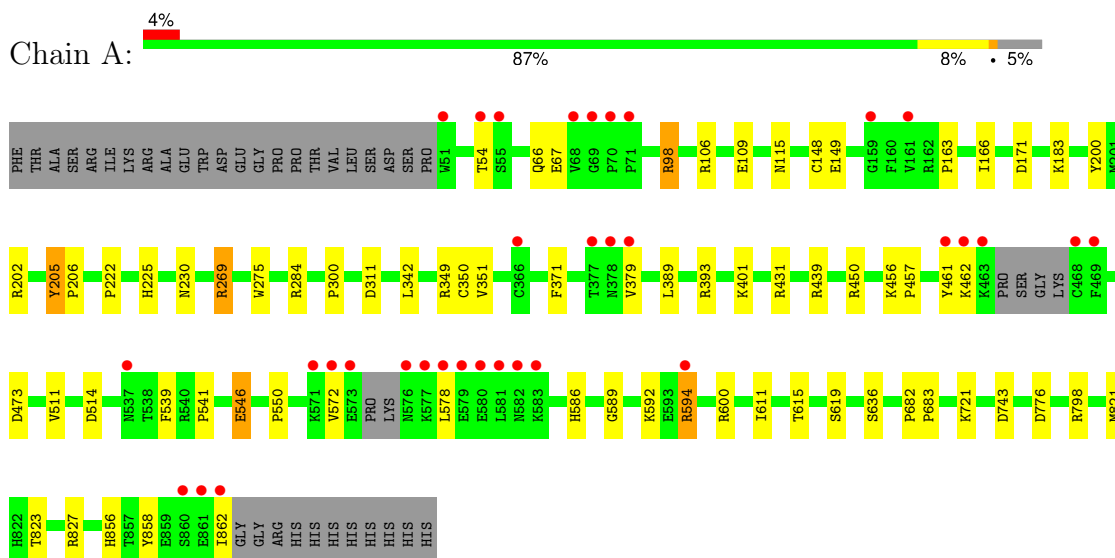 4%
Chain A:
87% 8% • 5%
PHE THR ALA SER ARG ILE LYS ARG ALA GLU TRP ASP GLU GLY PRO PRO THR VAL LEU SER ASP SER PRO W51 T54 S55 Q66 E67 V68 G69 P70 P71 R98 R106 E109 N115 C148 E149 G159 F160 V161 R162 P163 I166 D171 K183 Y200 M201
R202 Y205 P206 P222 H225 N230 R269 W275 R284 P300 D311 L342 R349 C350 V351 C366 F371 T377 N378 V379 L389 R393 K401 R431 R439 R450 K456 P457 Y461 K462 K463 PRO SER GLY LYS C468 F469
D473 V511 D514 N537 T538 F539 R540 P541 E546 P550 K571 V572 E573 PRO LYS N576 K577 L578 E579 E580 L581 N582 K583 H586 G589 K592 E593 R594 R600 I611 T615 S619 S636 P682 P683 K721 D743 D776 R798 M821
H822 T823 R827 H856 T857 Y858 E859 S860 E861 I862 GLY GLY ARG HIS HIS HIS HIS HIS HIS HIS HIS